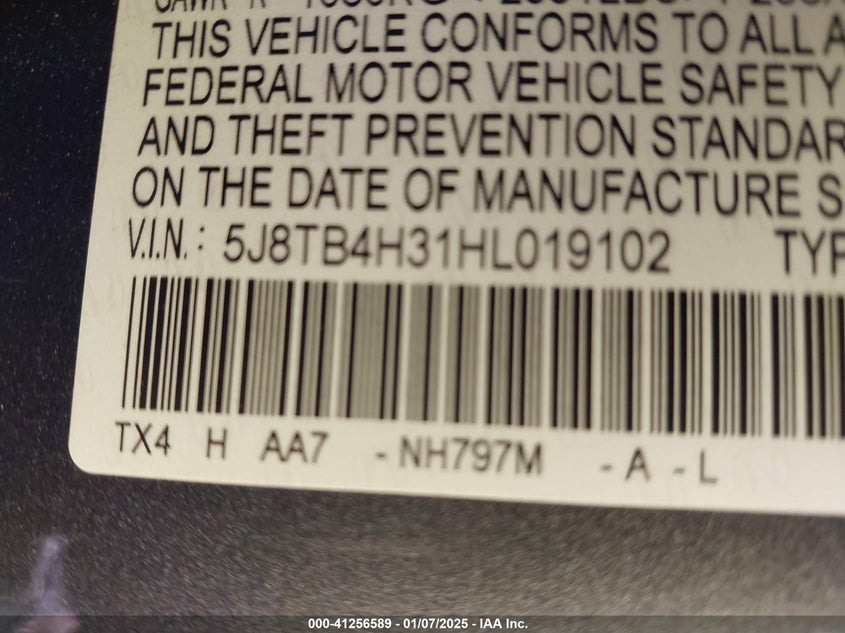 THIS VEHICLE CONFORMS TO ALL A
FEDERAL MOTOR VEHICLE SAFETY
AND THEFT PREVENTION STANDAR
ON THE DATE OF MANUFACTURE S
V.I.N.: 5J8TB4H31HL019102 TYP
TX4 H AA7 -NH797M -A -L
000-41256589 - 01/07/2025 - IAA Inc.